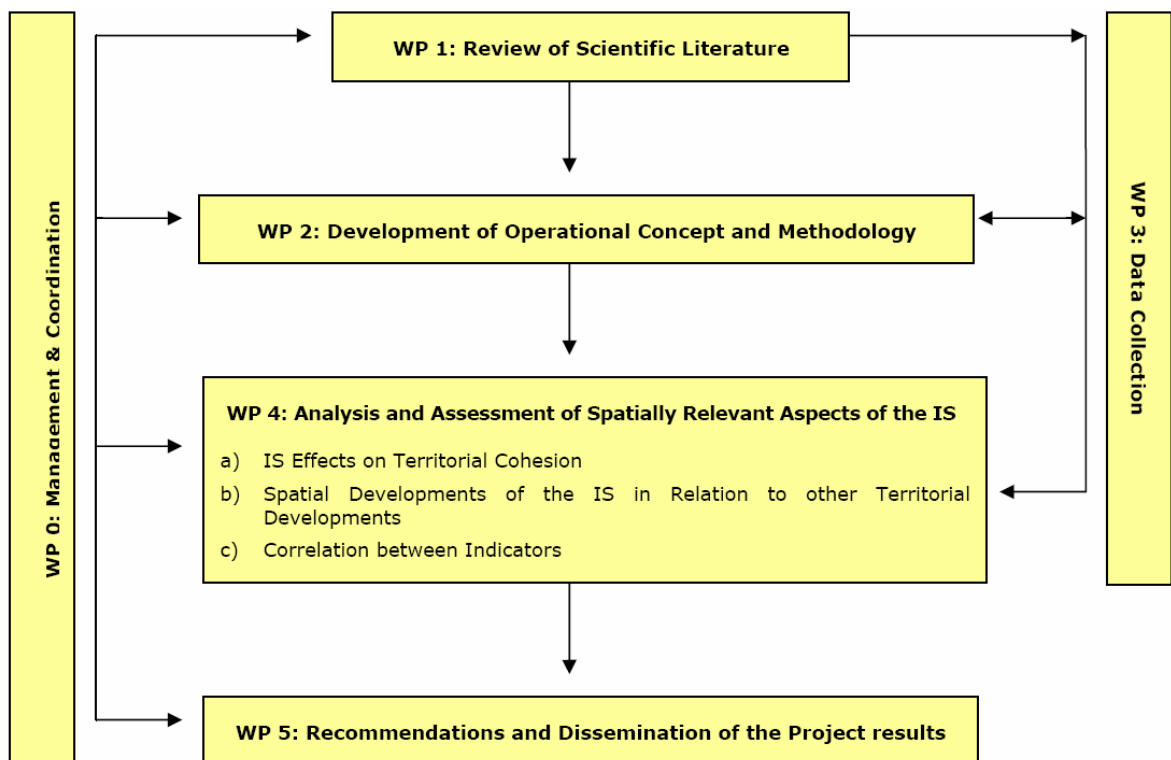 WP 1: Review of Scientific Literature
WP 0: Management & Coordination
WP 3: Data Collection
WP 2: Development of Operational Concept and Methodology
WP 4: Analysis and Assessment of Spatially Relevant Aspects of the IS
a) IS Effects on Territorial Cohesion
b) Spatial Developments of the IS in Relation to other Territorial
Developments
c) Correlation between Indicators
WP 5: Recommendations and Dissemination of the Project results